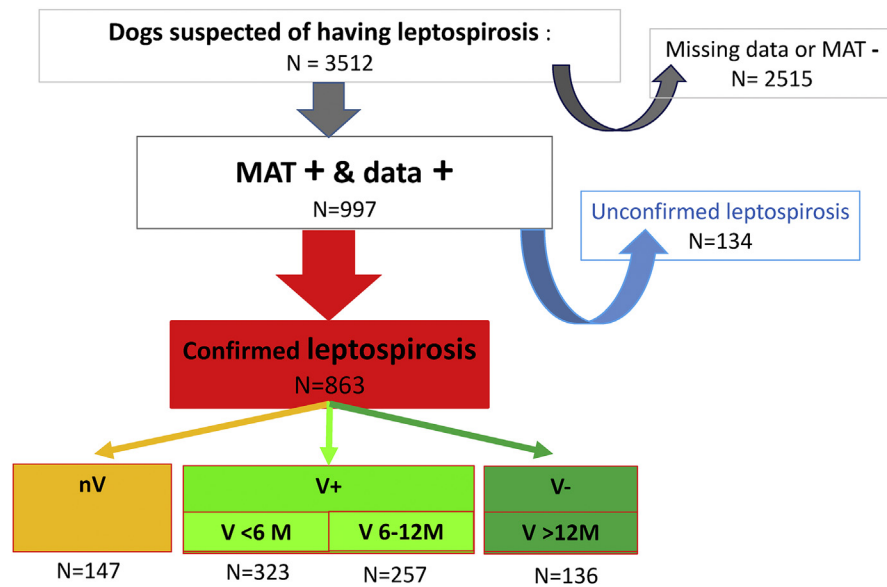 Dogs suspected of having leptospirosis :
N = 3512
Missing data or MAT -
N= 2515
MAT + & data +
N=997
Unconfirmed leptospirosis
N=134
Confirmed leptospirosis
N=863
nV
V+
V-
V <6 M
V 6-12M
V >12M
N=147
N=323
N=257
N=136